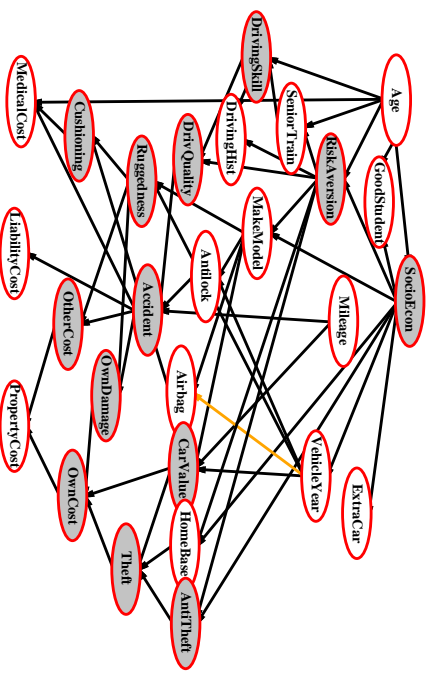 Age
SocioEcon
GoodStudent
ExtraCar
Mileage
VehicleYear
RiskAversion
SeniorTrain
DrivingSkill
DrivingHist
MakeModel
Antilock
DrivQuality
Airbag
CarValue
HomeBase
AntiTheft
Ruggedness
Accident
Theft
Cushioning
OwnDamage
OtherCost
OwnCost
MedicalCost
LiabilityCost
PropertyCost